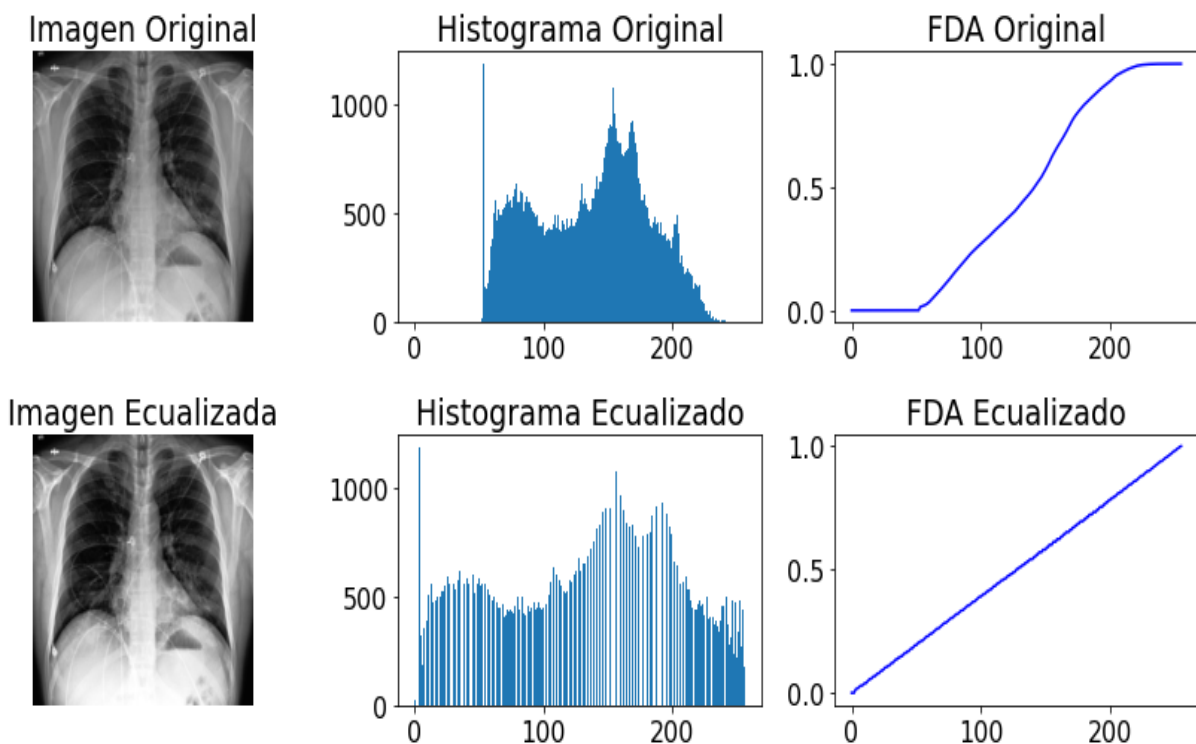 Imagen Original
Histograma Original
FDA Original
1000
500
0
0 100 200
1.0
0.5
0.0
0 100 200
Imagen Ecualizada
Histograma Ecualizado
FDA Ecualizado
1000
500
0
0 100 200
1.0
0.5
0.0
0 100 200